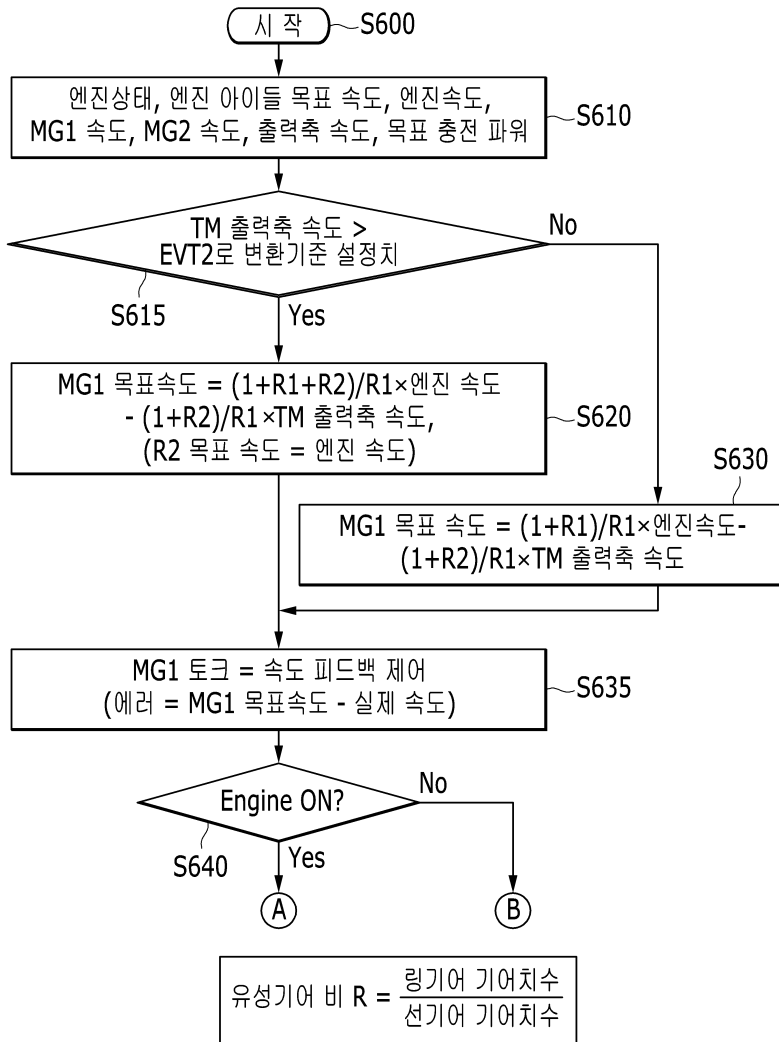 시 작
S600
엔진상태, 엔진 아이들 목표 속도, 엔진속도,
MG1 속도, MG2 속도, 출력축 속도, 목표 충전 파워
S610
TM 출력축 속도 >
EVT2로 변환기준 설정치
No
S615
Yes
MG1 목표속도 = (1+R1+R2)/R1×엔진 속도
- (1+R2)/R1×TM 출력축 속도,
(R2 목표 속도 = 엔진 속도)
S620
S630
MG1 목표 속도 = (1+R1)/R1×엔진속도-
(1+R2)/R1×TM 출력축 속도
MG1 토크 = 속도 피드백 제어
(에러 = MG1 목표속도 - 실제 속도)
S635
Engine ON?
No
S640
Yes
A
B
유성기어 비 R = 링기어 기어치수
선기어 기어치수